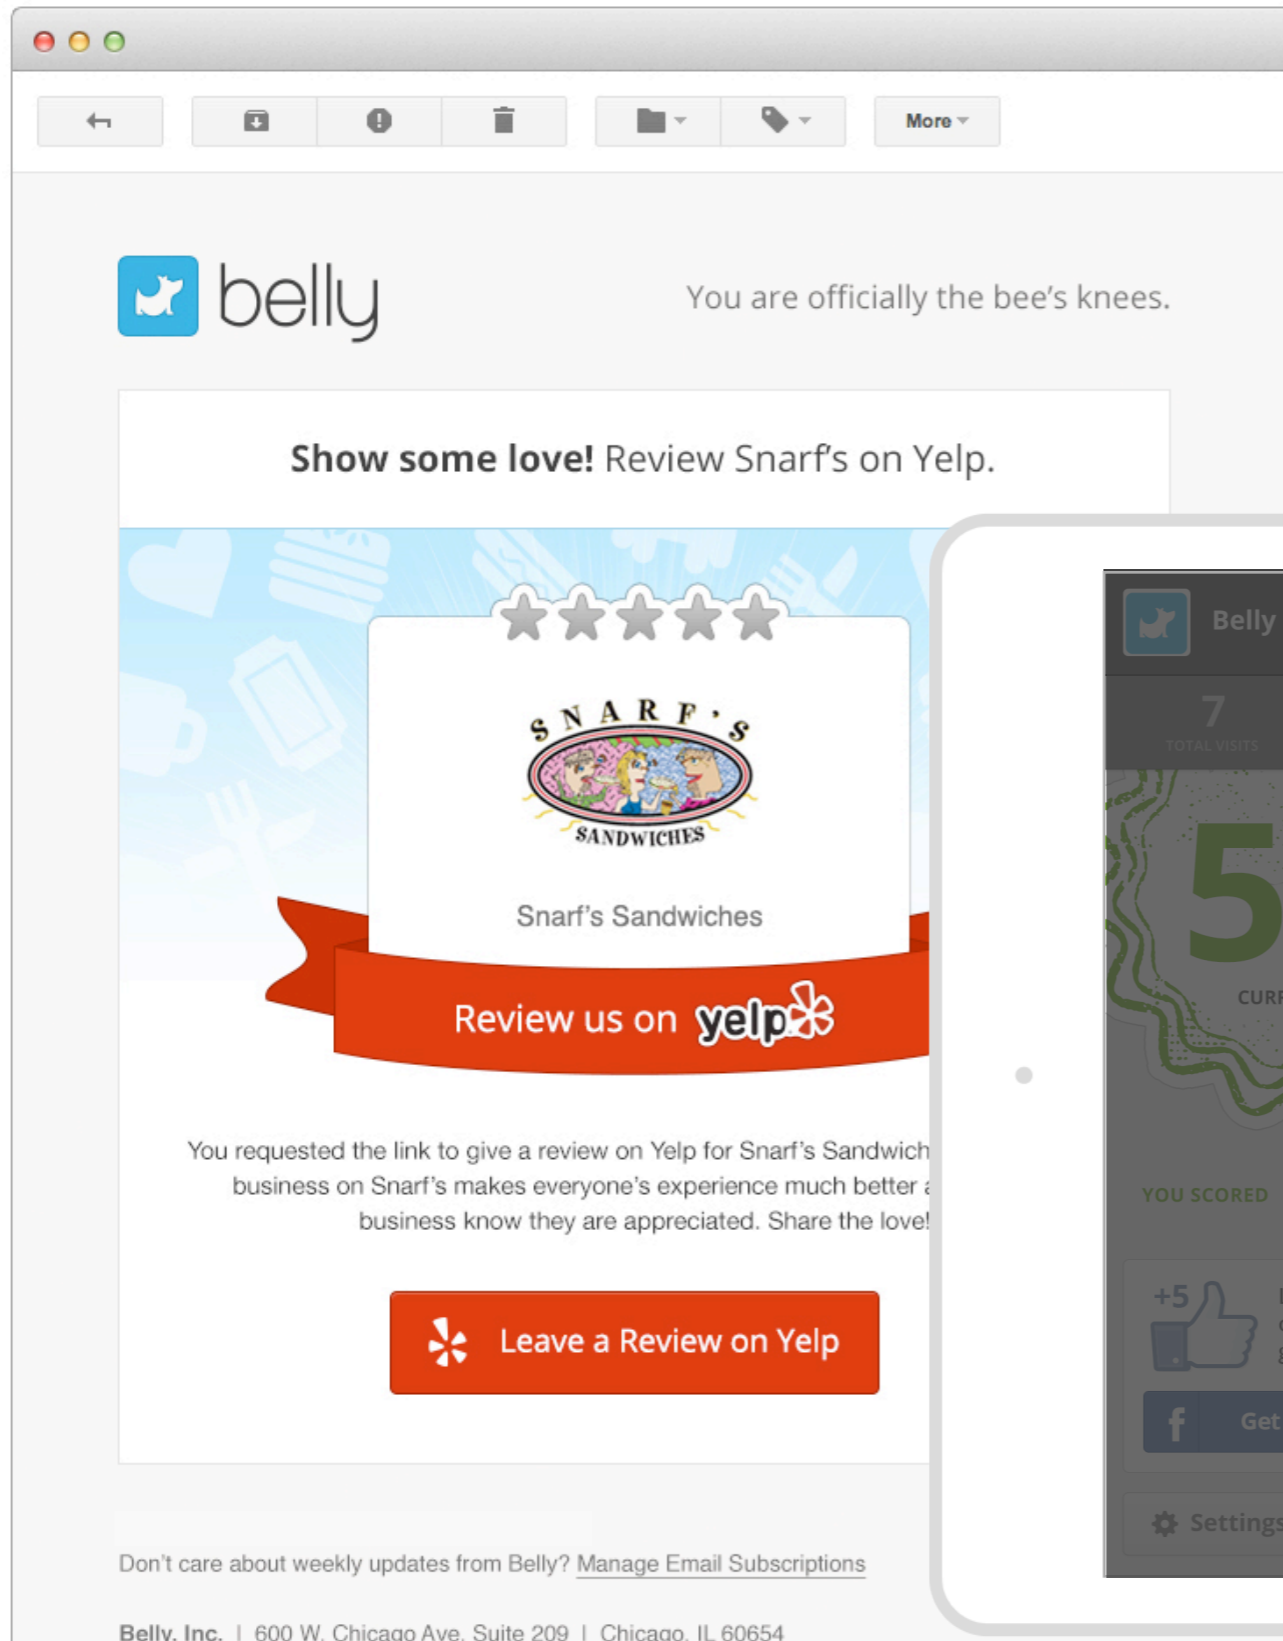 More
belly
You are officially the bee's knees.
Show some love! Review Snarf's on Yelp.
SNARF'S
SANDWICHES
Snarf's Sandwiches
Review us on yelp
You requested the link to give a review on Yelp for Snarf's Sandwich
business on Snarf's makes everyone's experience much better
business know they are appreciated. Share the love!
Leave a Review on Yelp
Don't care about weekly updates from Belly? Manage Email Subscriptions
Belly, Inc. | 600 W. Chicago Ave. Suite 209 | Chicago, IL 60654
Belly
7
TOTAL VISITS
5
CURR
YOU SCORED
+5
f Get
Settings